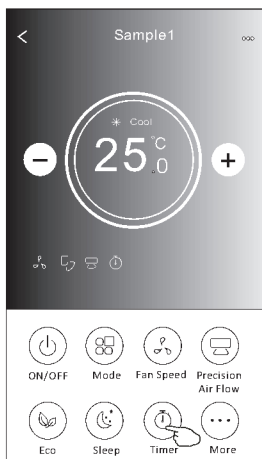 Sample1
Cool
25.0 °C
ON/OFF Mode Fan Speed Precision Air Flow
Eco Sleep Timer More